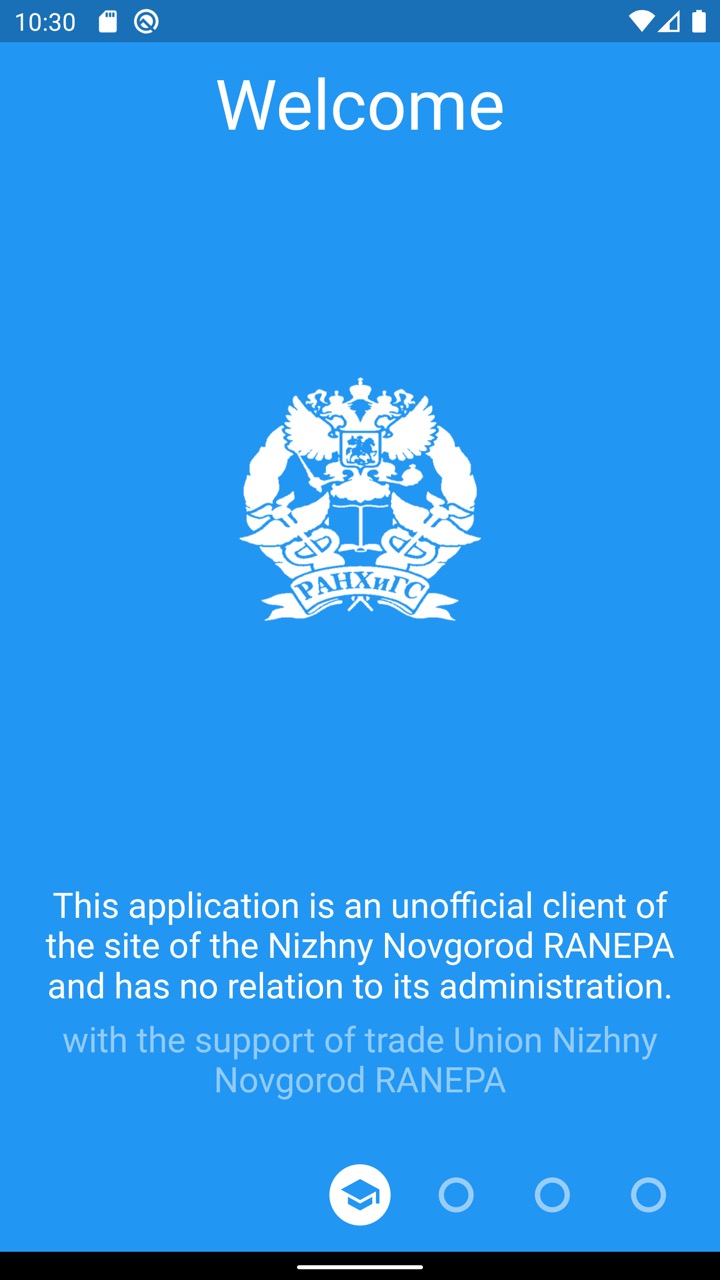 10:30
Welcome
РАНХиГС
This application is an unofficial client of
the site of the Nizhny Novgorod RANEPA
and has no relation to its administration.
with the support of trade Union Nizhny
Novgorod RANEPA